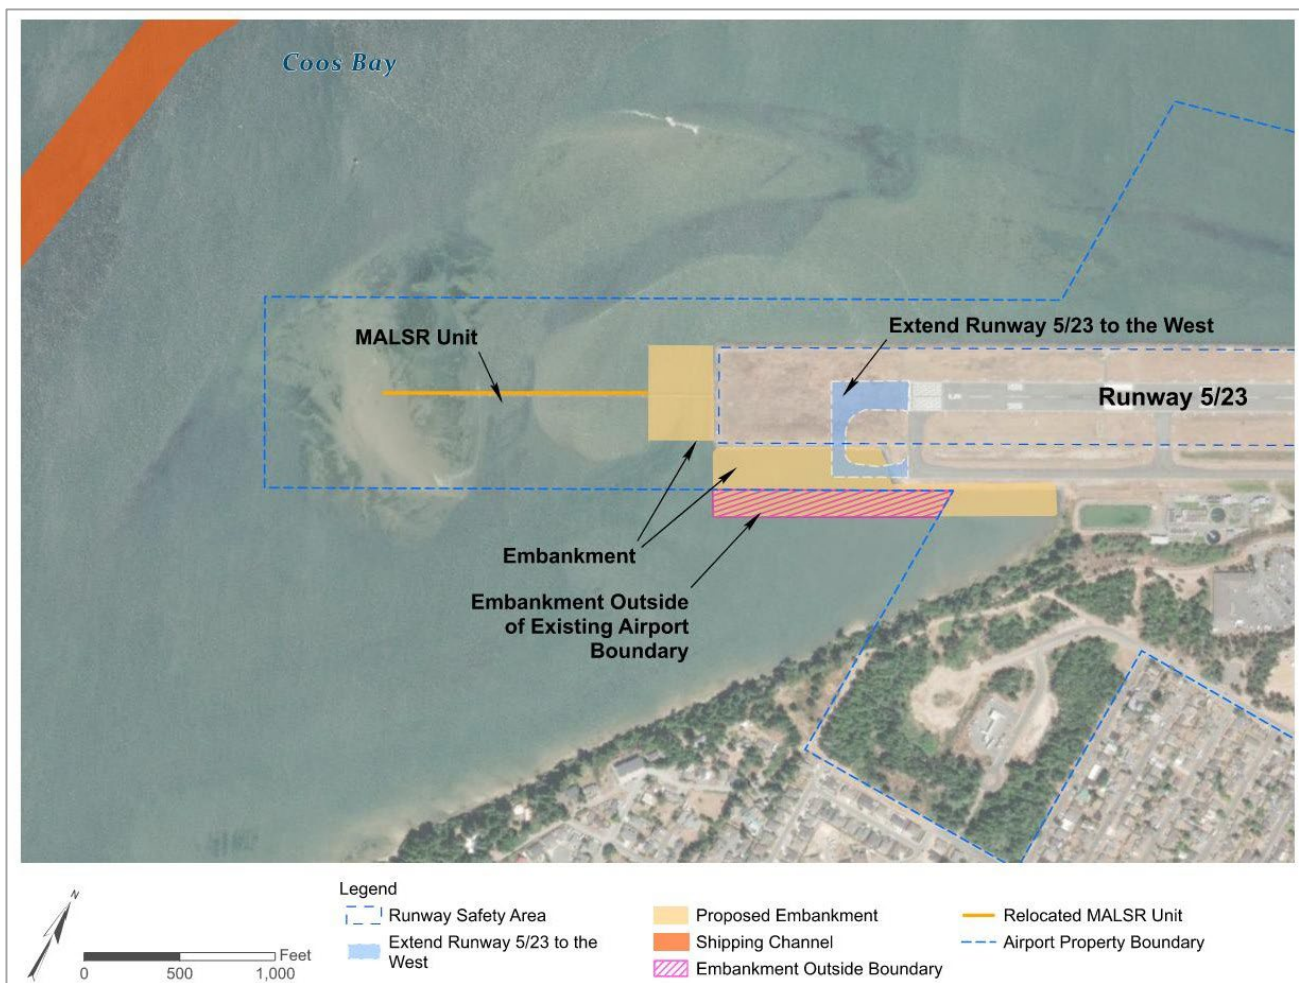 Coos Bay
MALSR Unit
Extend Runway 5/23 to the West
Runway 5/23
Embankment
Embankment Outside
of Existing Airport
Boundary
N
Feet
0 500 1,000
Legend
Runway Safety Area
Extend Runway 5/23 to the
West
Proposed Embankment
Shipping Channel
Embankment Outside Boundary
Relocated MALSR Unit
Airport Property Boundary